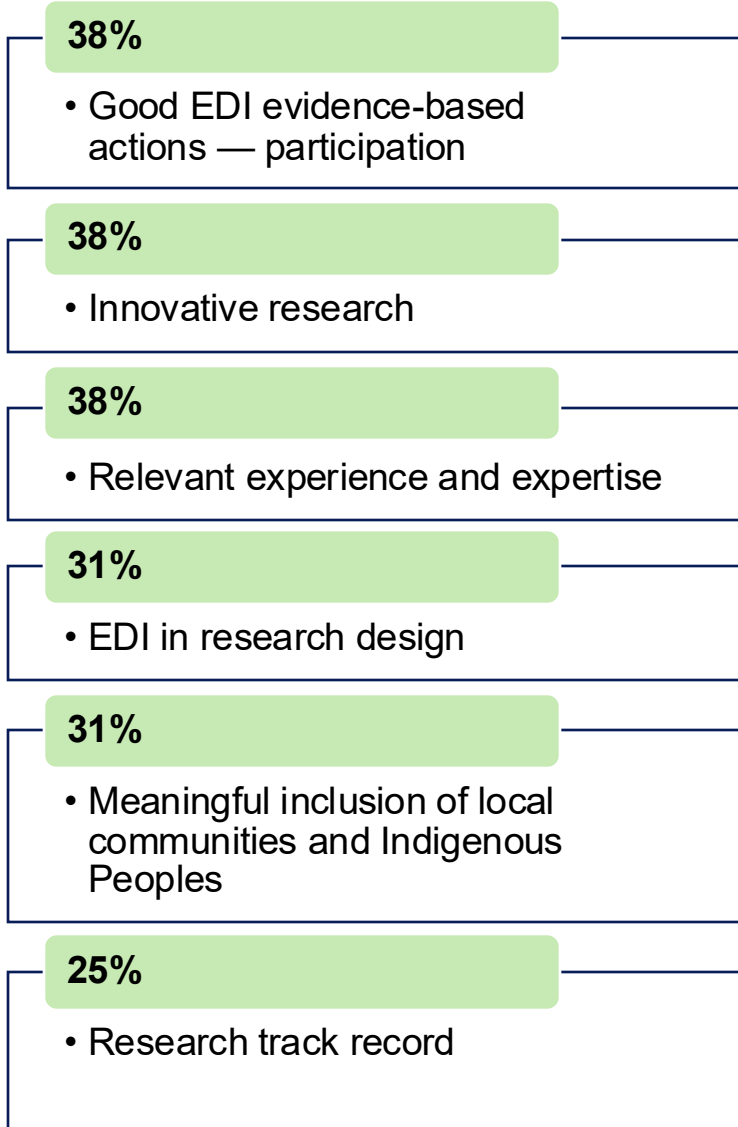 38%
• Good EDI evidence-based
actions — participation
38%
• Innovative research
38%
• Relevant experience and expertise
31%
• EDI in research design
31%
• Meaningful inclusion of local
communities and Indigenous
Peoples
25%
• Research track record